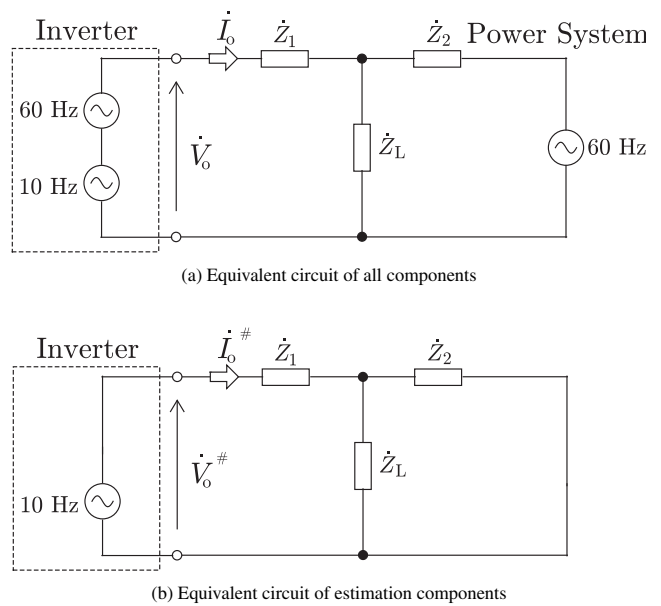 Inverter
İo
Ż1
Ż2
Power System
60 Hz
10 Hz
V̇o
ŻL
60 Hz
(a) Equivalent circuit of all components
Inverter
İo#
Ż1
Ż2
10 Hz
V̇o#
ŻL
(b) Equivalent circuit of estimation components